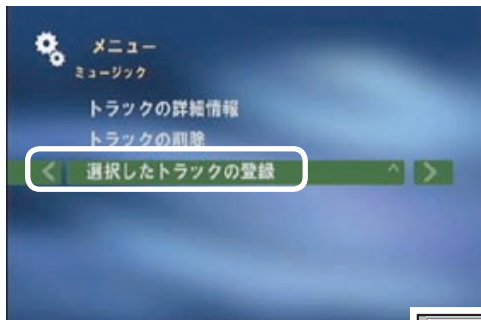 メニュー
ミュージック
トラックの詳細情報
トラックの削除
選択したトラックの登録